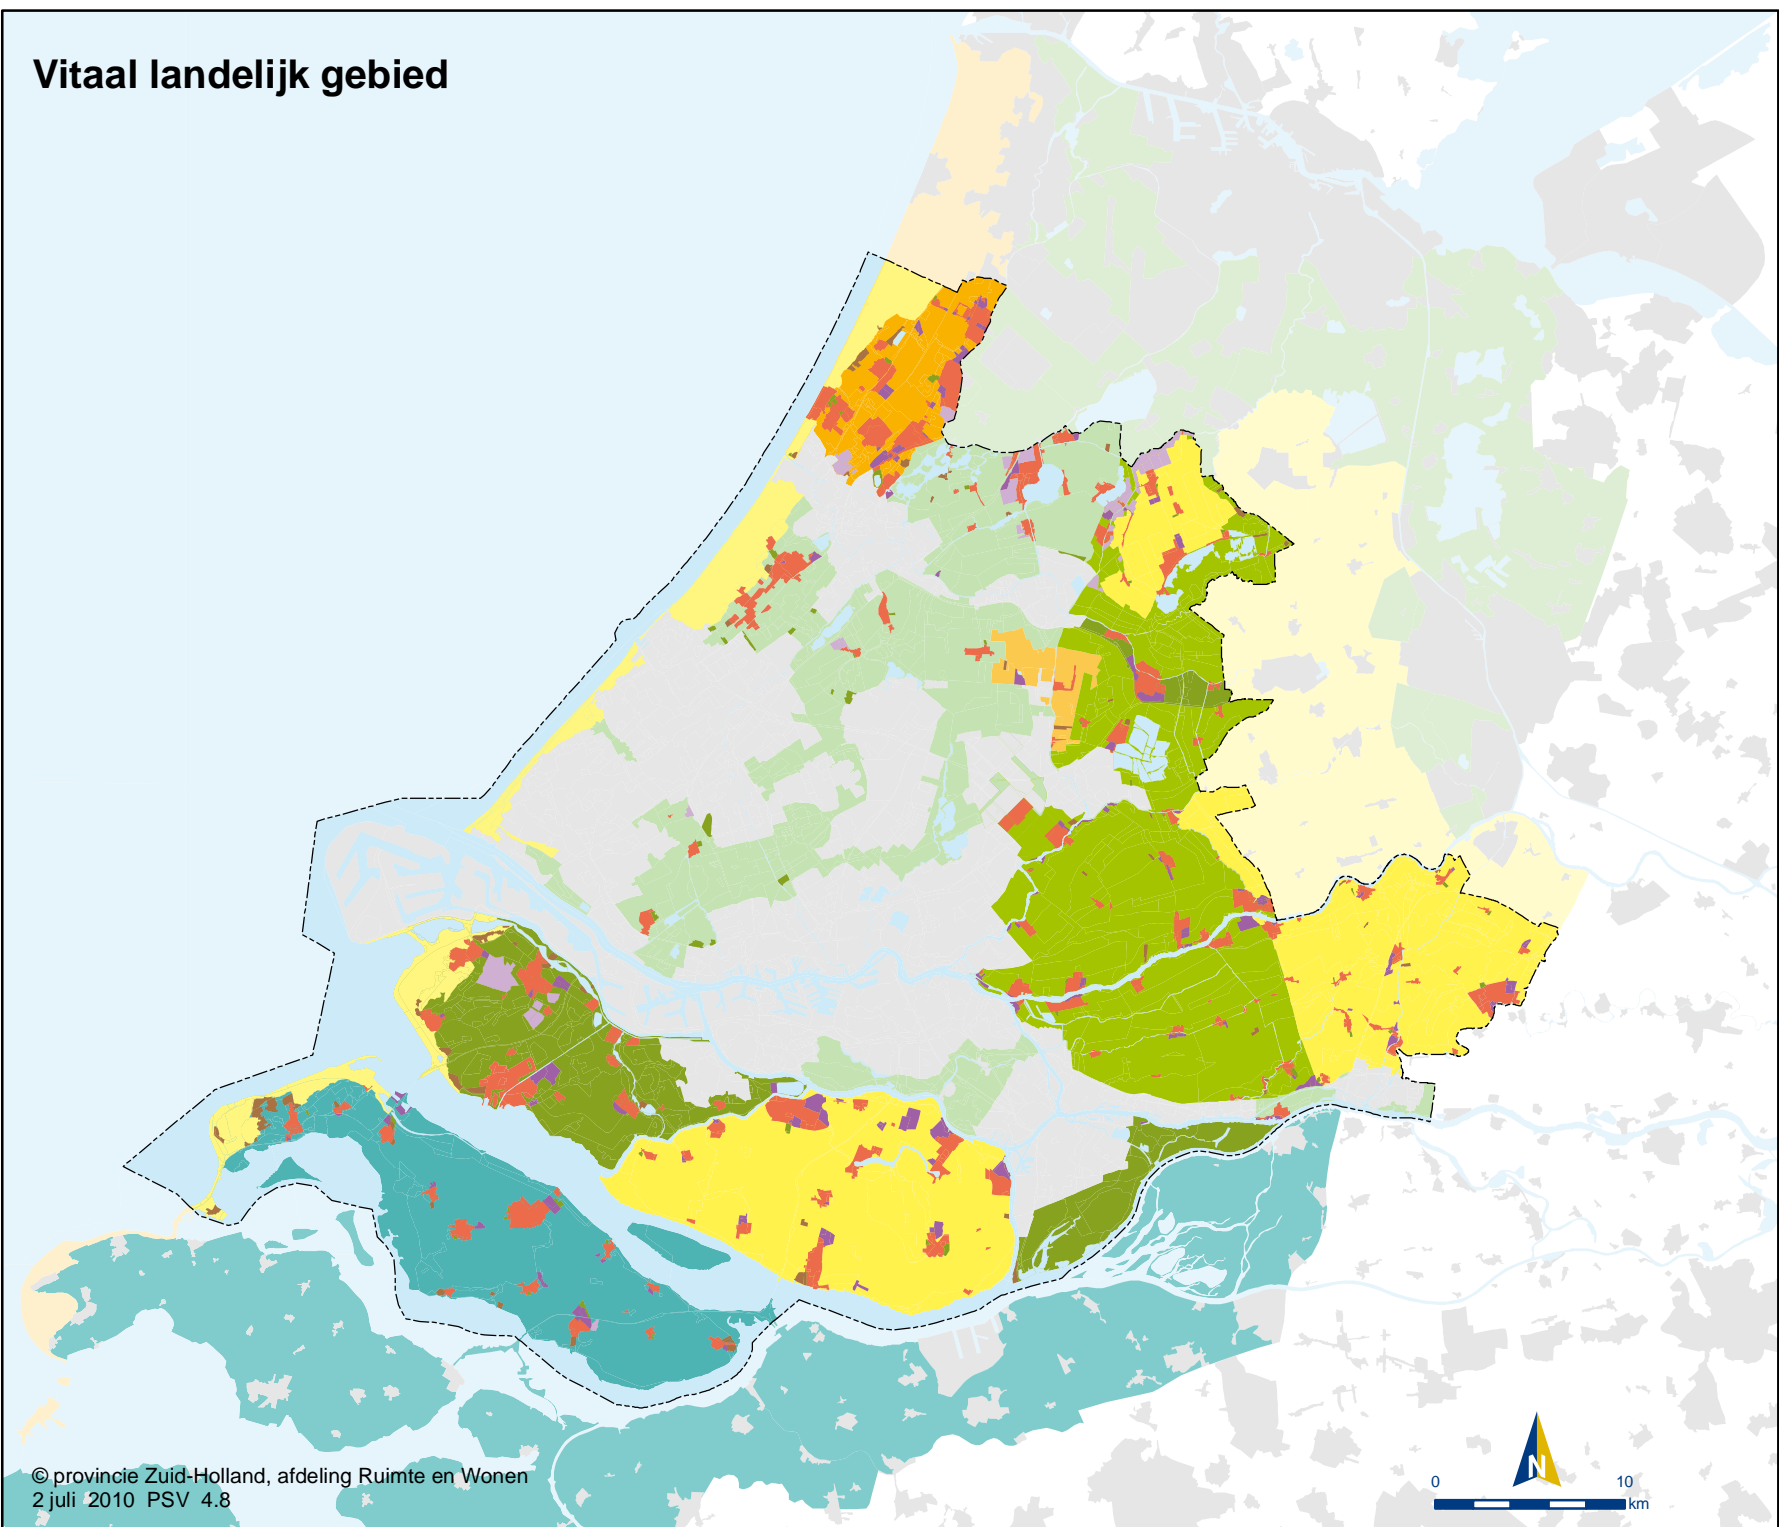 Vitaal landelijk gebied
© provincie Zuid-Holland, afdeling Ruimte en Wonen
2 juli 2010 PSV 4.8
N
0 10
km